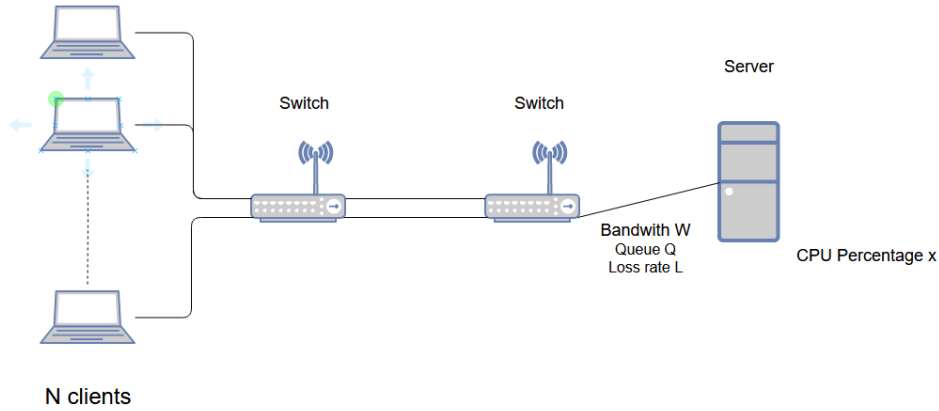 Server
Switch
Switch
Bandwith W
Queue Q
Loss rate L
CPU Percentage x
N clients